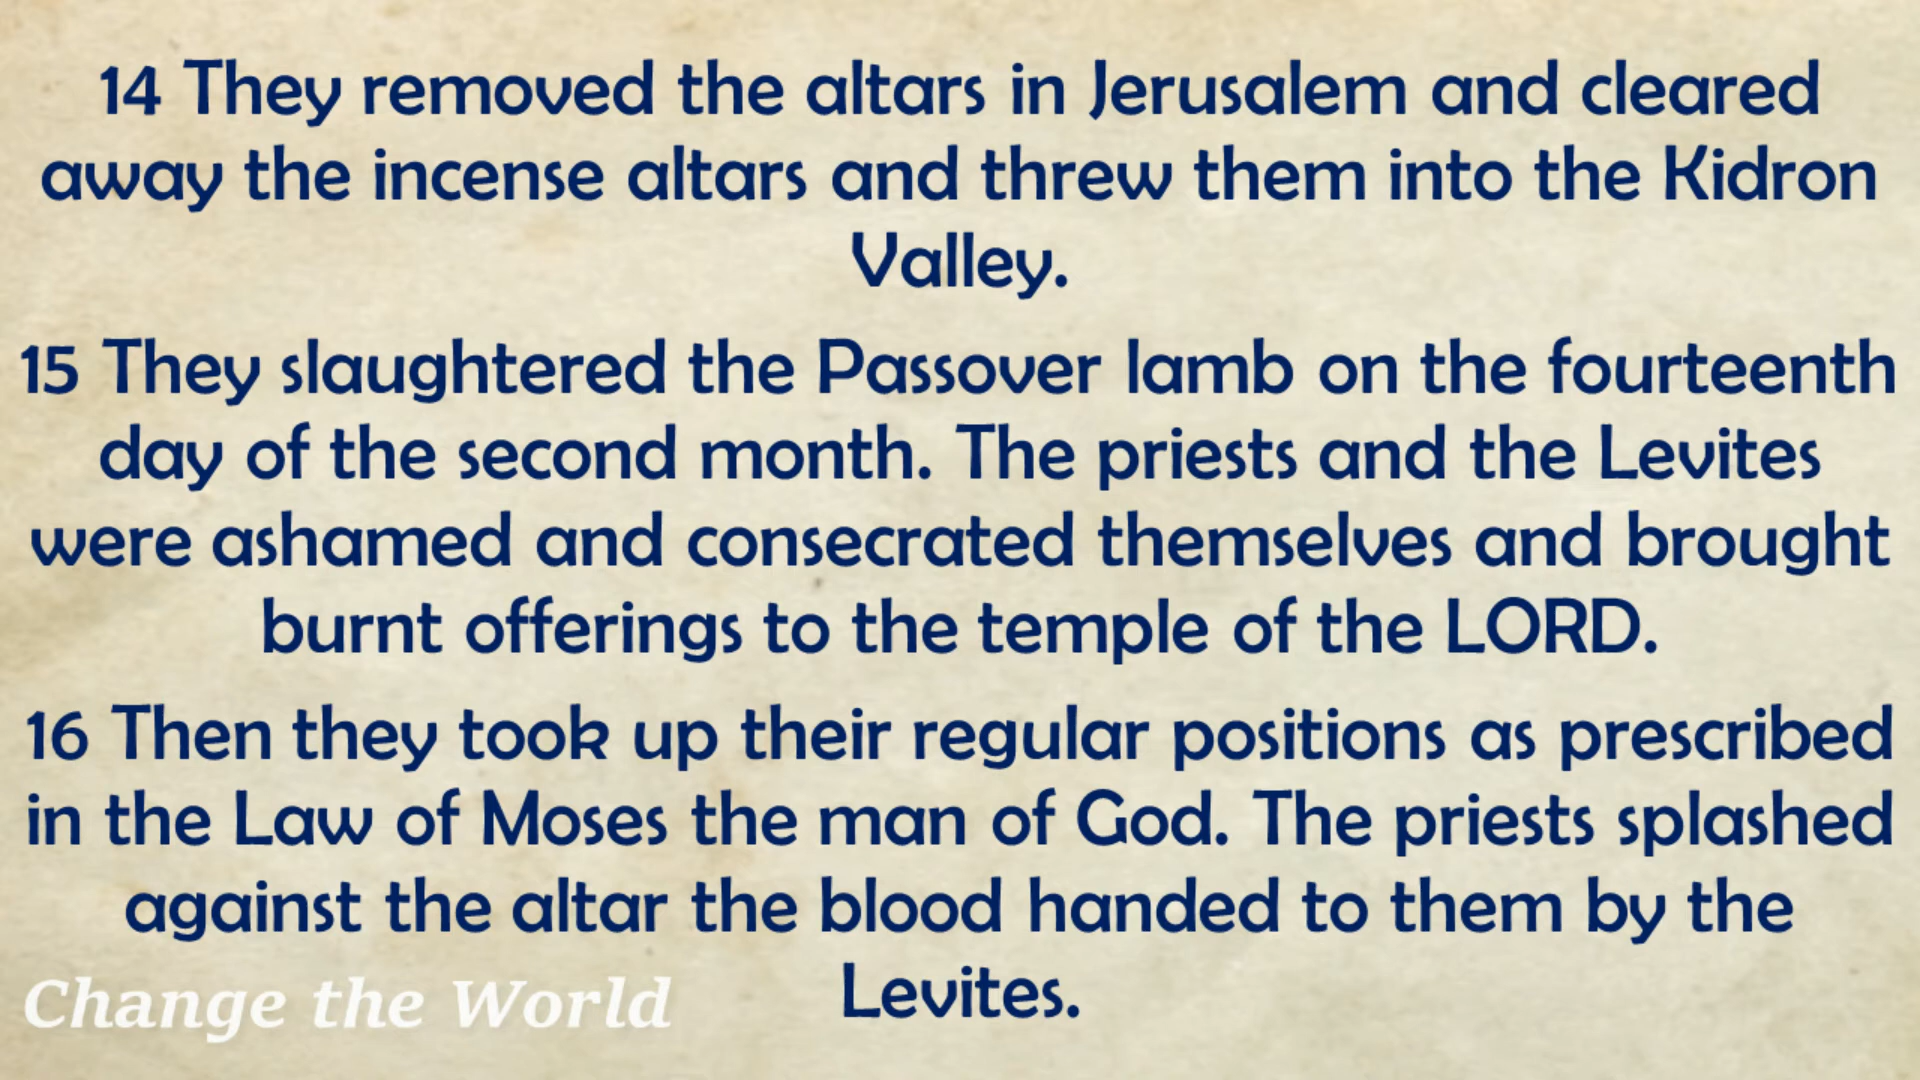 14 They removed the altars in Jerusalem and cleared
away the incense altars and threw them into the Kidron
Valley.
15 They slaughtered the Passover lamb on the fourteenth
day of the second month. The priests and the Levites
were ashamed and consecrated themselves and brought
burnt offerings to the temple of the LORD.
16 Then they took up their regular positions as prescribed
in the Law of Moses the man of God. The priests splashed
against the altar the blood handed to them by the
Levites.
Change the World